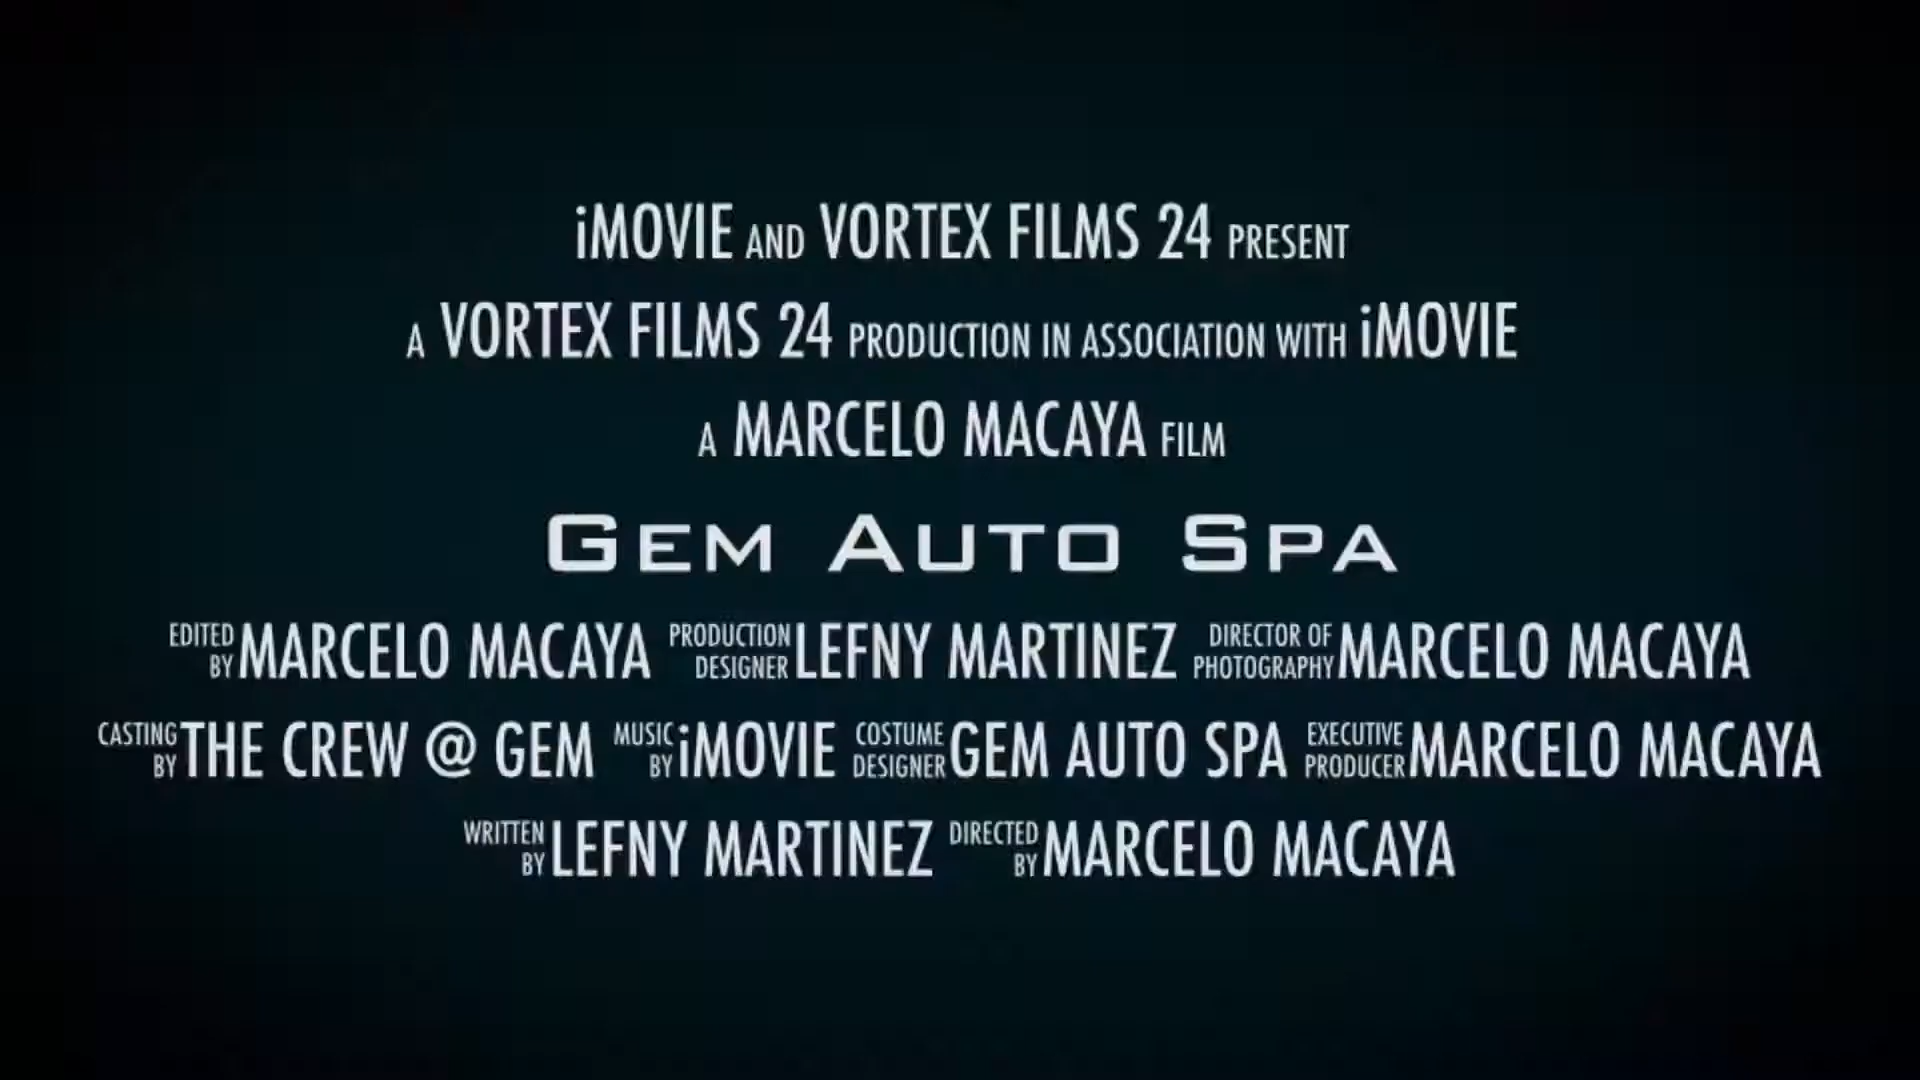 iMOVIE AND VORTEX FILMS 24 PRESENT
A VORTEX FILMS 24 PRODUCTION IN ASSOCIATION WITH iMOVIE
A MARCELO MACAYA FILM
GEM AUTO SPA
EDITED BY MARCELO MACAYA PRODUCTION DESIGNER LEFNY MARTINEZ DIRECTOR OF PHOTOGRAPHY MARCELO MACAYA
CASTING BY THE CREW @ GEM MUSIC BY iMOVIE COSTUME DESIGNER GEM AUTO SPA EXECUTIVE PRODUCER MARCELO MACAYA
WRITTEN BY LEFNY MARTINEZ DIRECTED BY MARCELO MACAYA